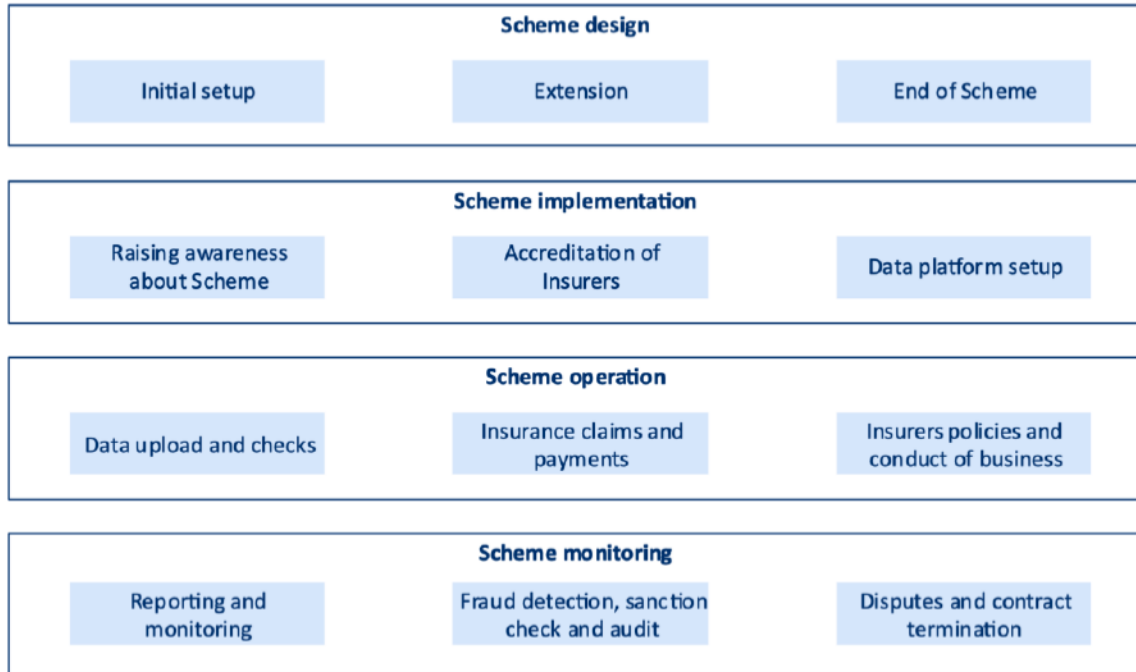 Scheme design
Initial setup
Extension
End of Scheme
Scheme implementation
Raising awareness
about Scheme
Accreditation of
Insurers
Data platform setup
Scheme operation
Data upload and checks
Insurance claims and
payments
Insurers policies and
conduct of business
Scheme monitoring
Reporting and
monitoring
Fraud detection, sanction
check and audit
Disputes and contract
termination